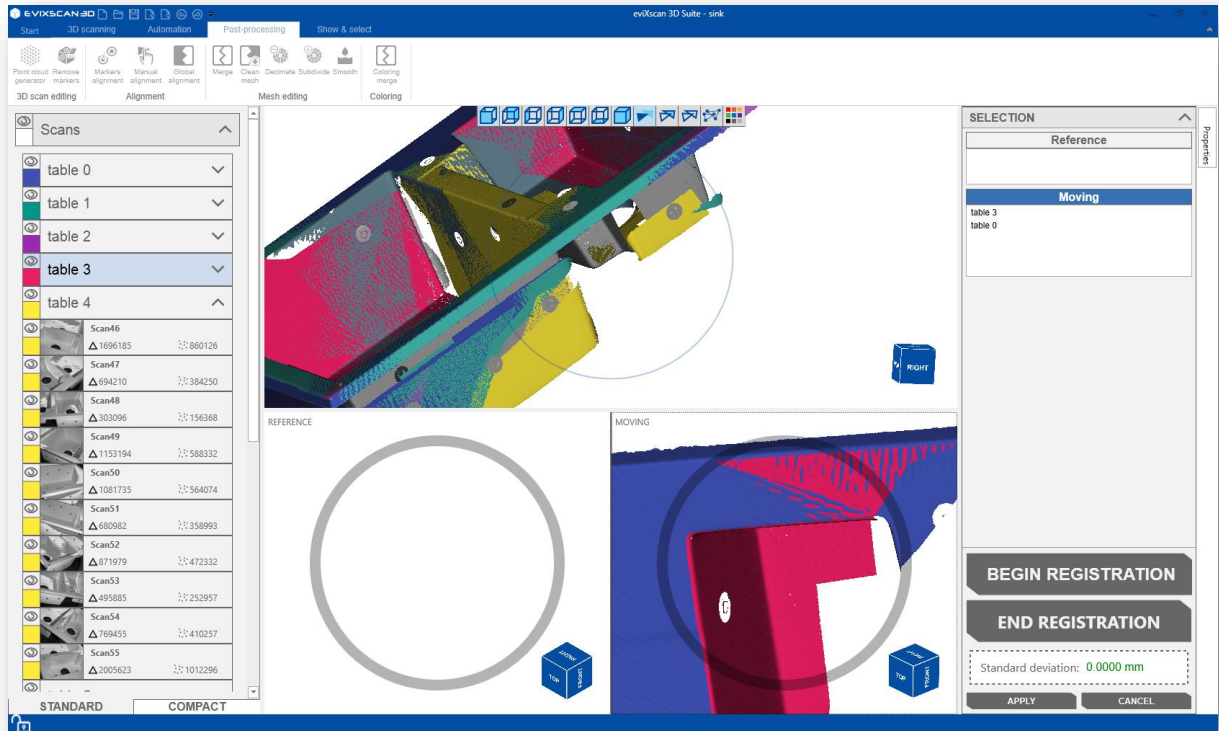 EVIXSCAN3D
eviXscan 3D Suite - sink
Start 3D scanning Automation Post-processing Show & select
Point cloud generator
Remove markers
Markers alignment
Manual alignment
Global alignment
Merge
Clean mesh
Decimate
Subdivide
Smooth
Coloring merge
3D scan editing Alignment Mesh editing Coloring
Scans
table 0
table 1
table 2
table 3
table 4
Scan46
1696185 860126
Scan47
694210 384250
Scan48
303096 156368
Scan49
1153194 588332
Scan50
1081735 564074
Scan51
680982 358993
Scan52
871979 472332
Scan53
495885 252957
Scan54
769455 410257
Scan55
2005623 1012296
STANDARD COMPACT
RIGHT
REFERENCE
TOP FRONT
MOVING
TOP FRONT
SELECTION
Properties
Reference
Moving
table 3
table 0
BEGIN REGISTRATION
END REGISTRATION
Standard deviation: 0.0000 mm
APPLY CANCEL